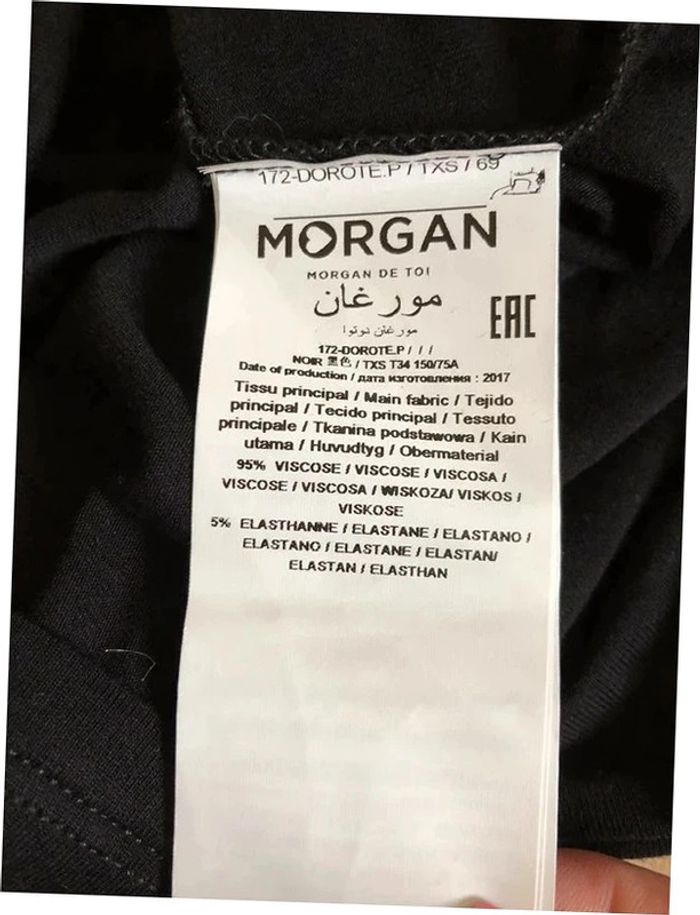 172-DOROTE.P / TXS / 69
MORGAN
MORGAN DE TOI
مورغان
مورغان دوتوا
EAC
172-DOROTE.P / / /
NOIR 黑色 / TXS T34 150/75A
Date of production / дата изготовления : 2017
Tissu principal / Main fabric / Tejido
principal / Tecido principal / Tessuto
principale / Tkanina podstawowa / Kain
utama / Huvudtyg / Obermaterial
95% VISCOSE / VISCOSE / VISCOSA /
VISCOSE / VISCOSA / WISKOZA/ VISKOS /
VISKOSE
5% ELASTHANNE / ELASTANE / ELASTANO /
ELASTANO / ELASTANE / ELASTAN/
ELASTAN / ELASTHAN